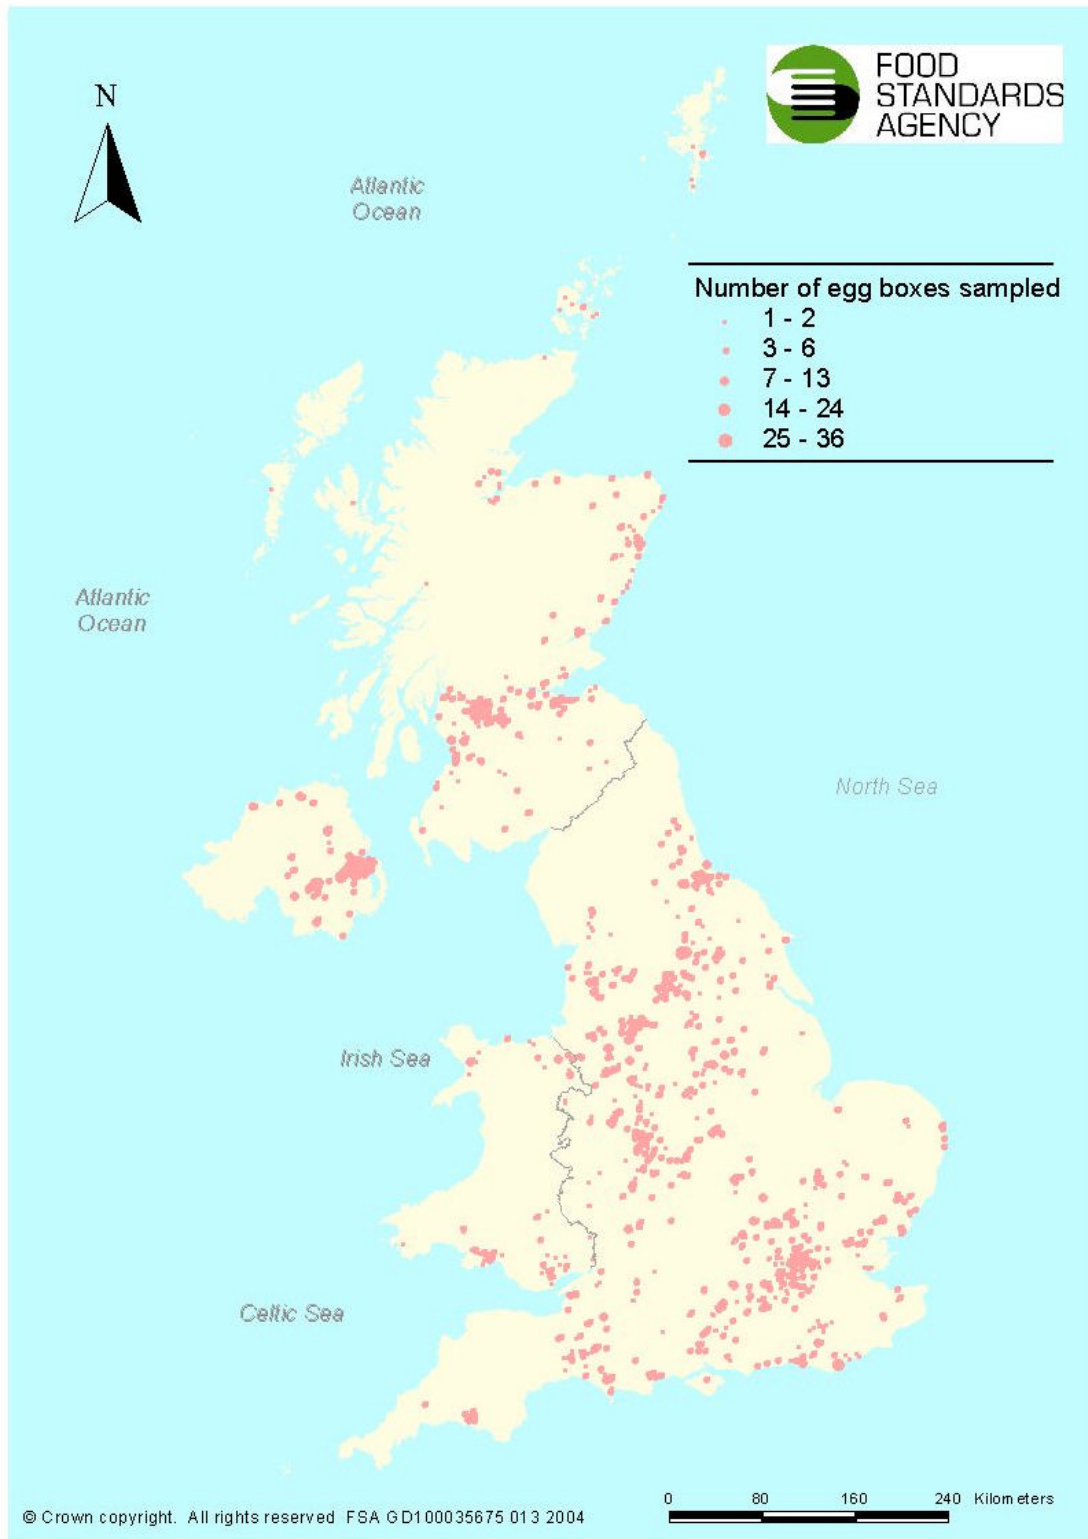 FOOD
STANDARDS
AGENCY
N
Atlantic
Ocean
Number of egg boxes sampled
1 - 2
3 - 6
7 - 13
14 - 24
25 - 36
Atlantic
Ocean
North Sea
Irish Sea
Celtic Sea
0 80 160 240 Kilometers
© Crown copyright. All rights reserved FSA GD100035675 013 2004